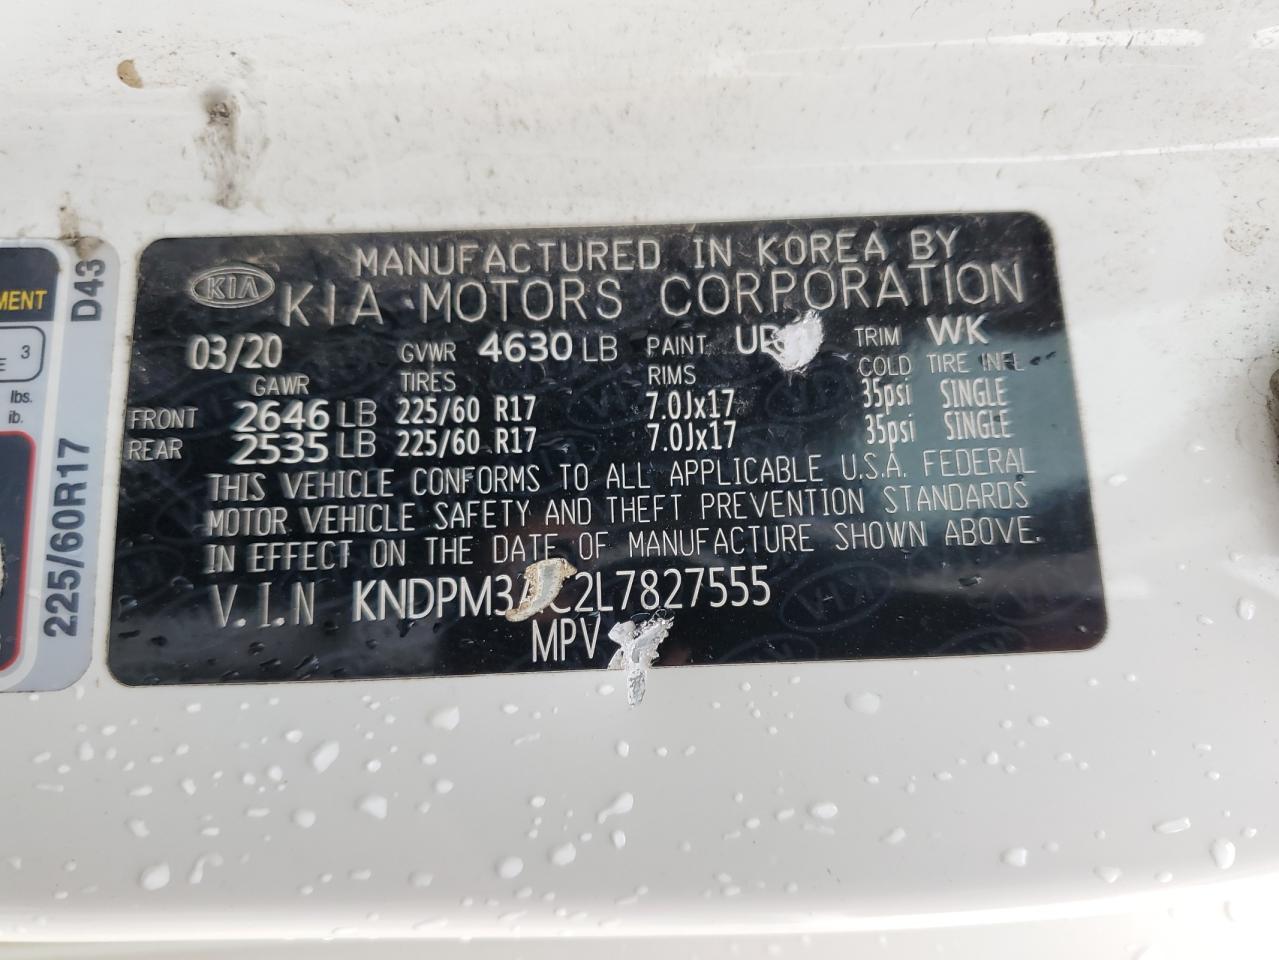 MENT
E 3
lbs.
lb.
225/60R17 D43
KIA
MANUFACTURED IN KOREA BY
KIA MOTORS CORPORATION
03/20 GVWR 4630 LB PAINT TRIM WK
GAWR TIRES RIMS COLD TIRE INFL
FRONT 2646 LB 225/60 R17 7.0Jx17 35psi SINGLE
REAR 2535 LB 225/60 R17 7.0Jx17 35psi SINGLE
THIS VEHICLE CONFORMS TO ALL APPLICABLE U.S.A. FEDERAL
MOTOR VEHICLE SAFETY AND THEFT PREVENTION STANDARDS
IN EFFECT ON THE DATE OF MANUFACTURE SHOWN ABOVE.
V.I.N
MPV